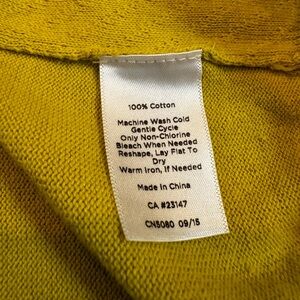 100% Cotton
Machine Wash Cold
Gentle Cycle
Only Non-Chlorine
Bleach When Needed
Reshape, Lay Flat To
Dry
Warm Iron, If Needed
Made in China
CA #23147
CN5080 09/15